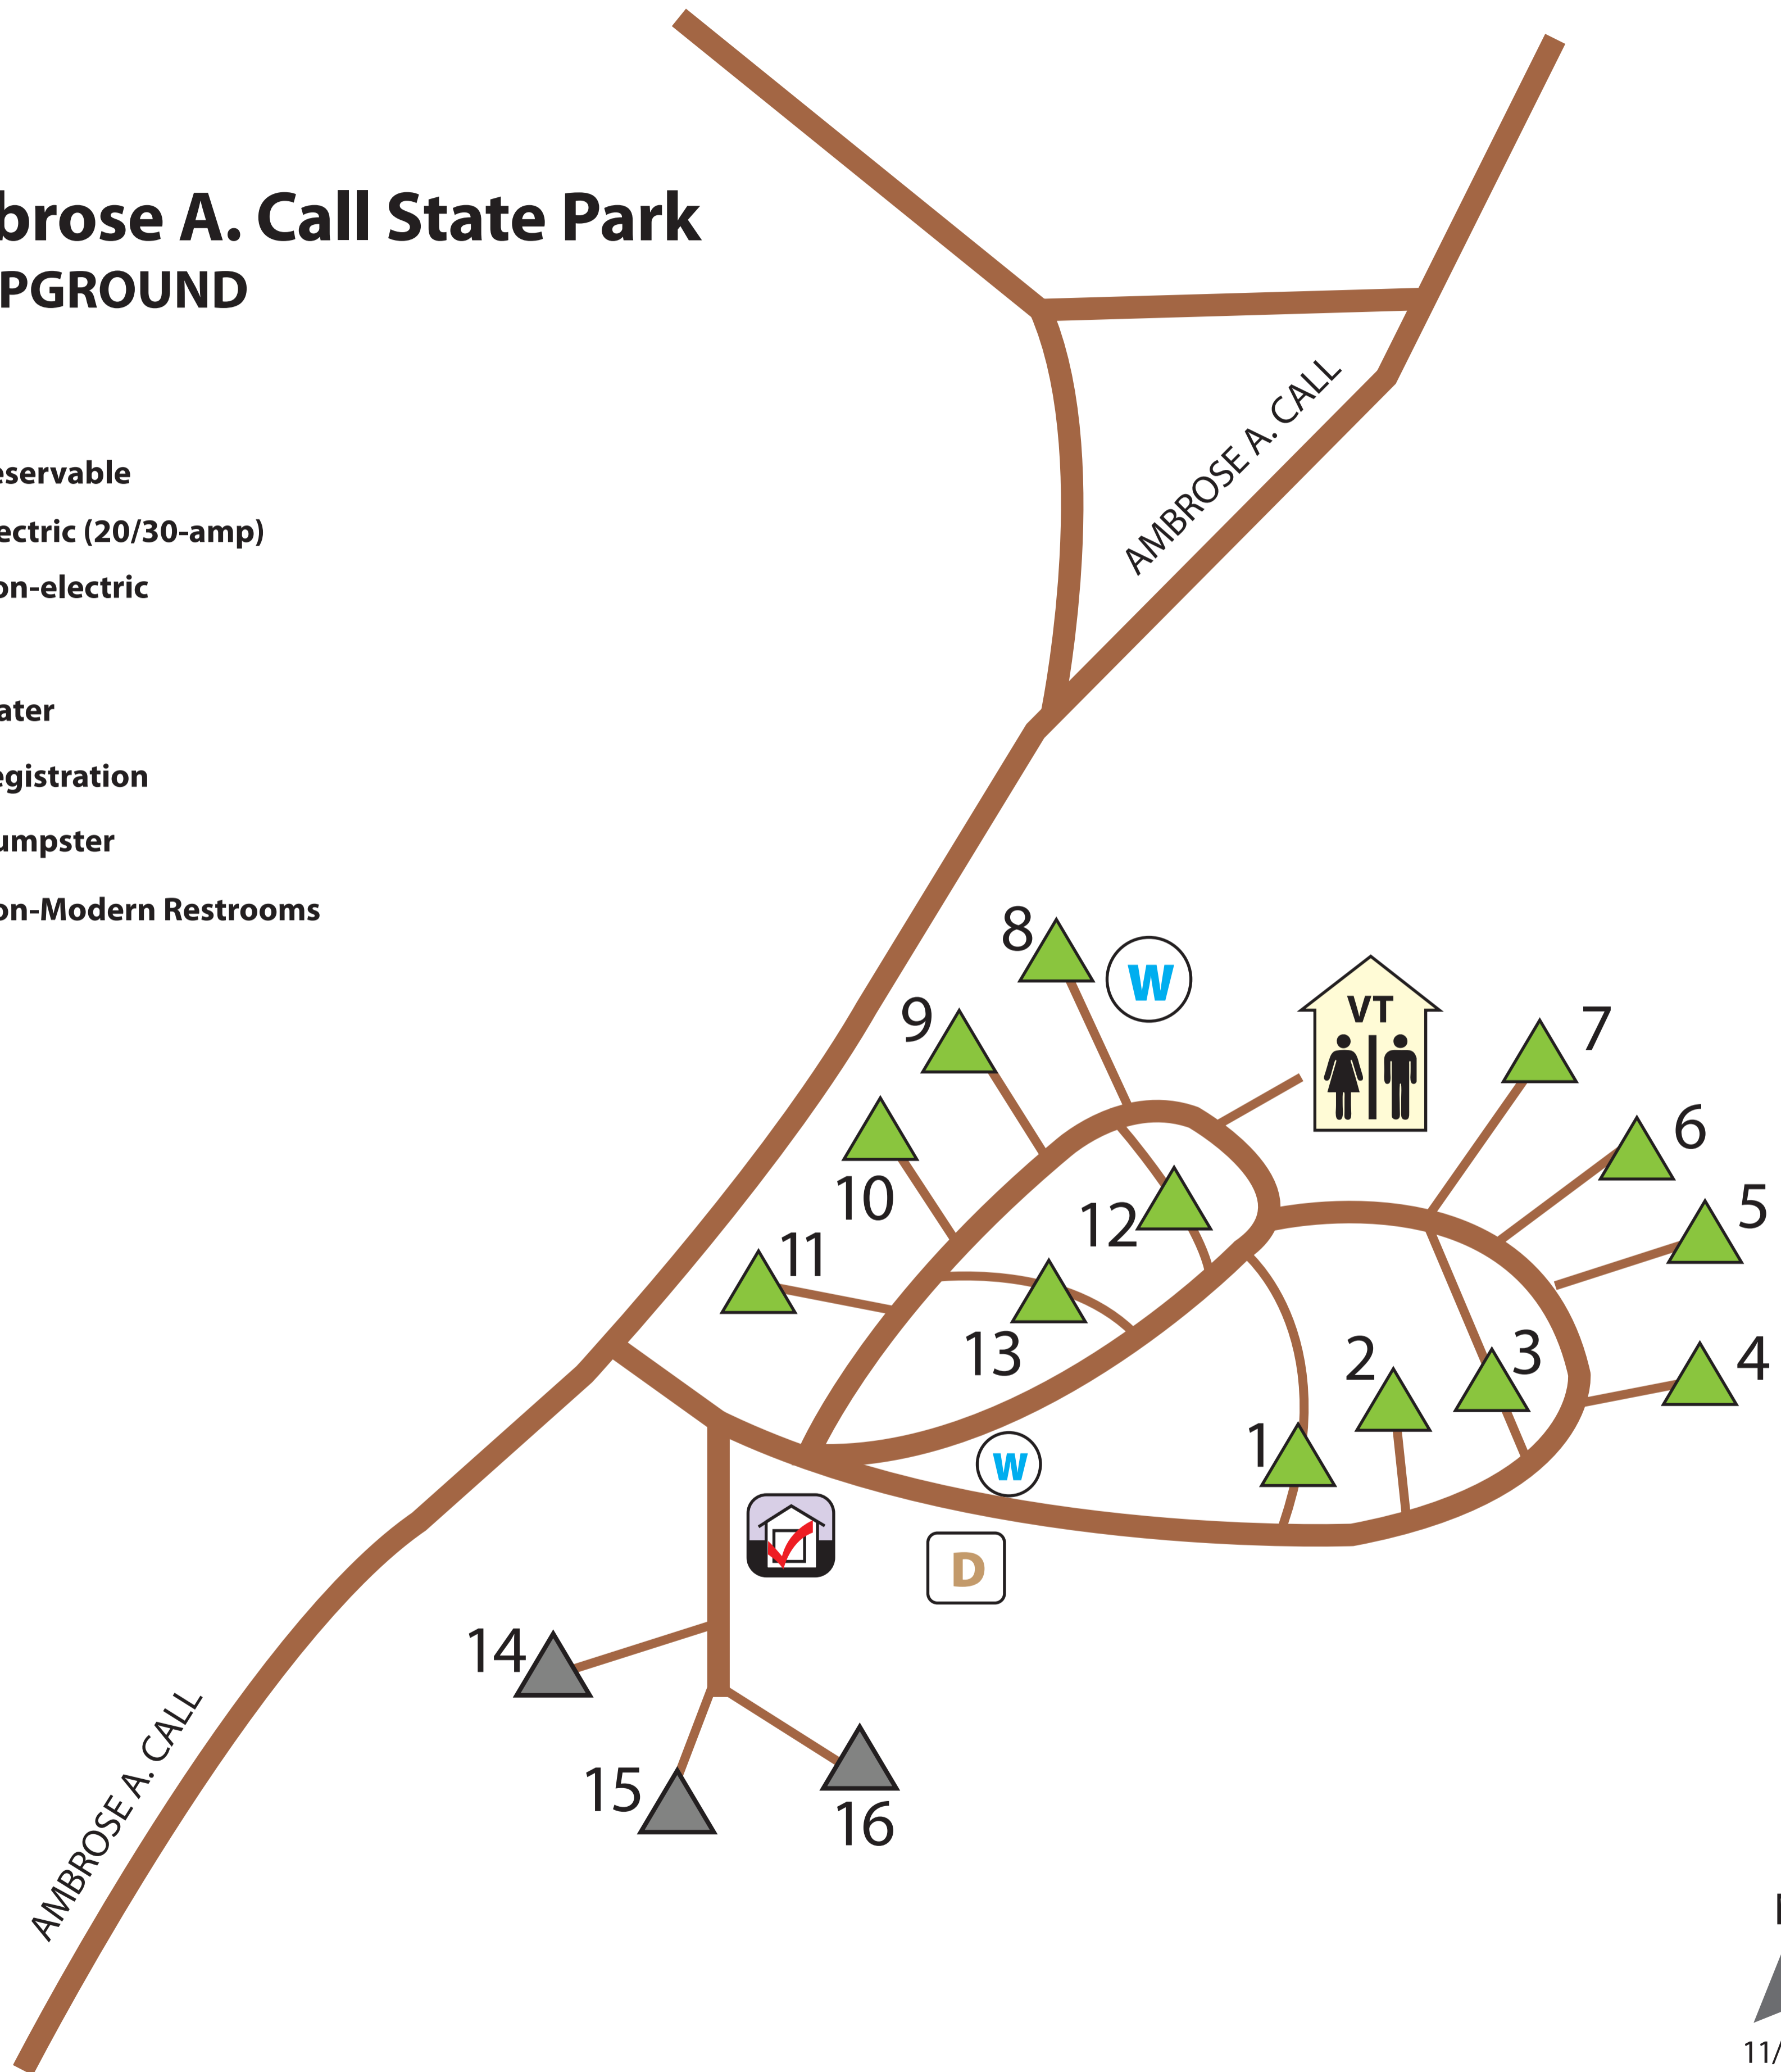 brose A. Call State Park
PGROUND
eservable
ectric (20/30-amp)
on-electric
ater
egistration
umpster
on-Modern Restrooms
AMBROSE A. CALL
8
W
9
VT
7
6
10
5
12
11
13
2
3
4
1
W
D
14
15
16
AMBROSE A. CALL
11/